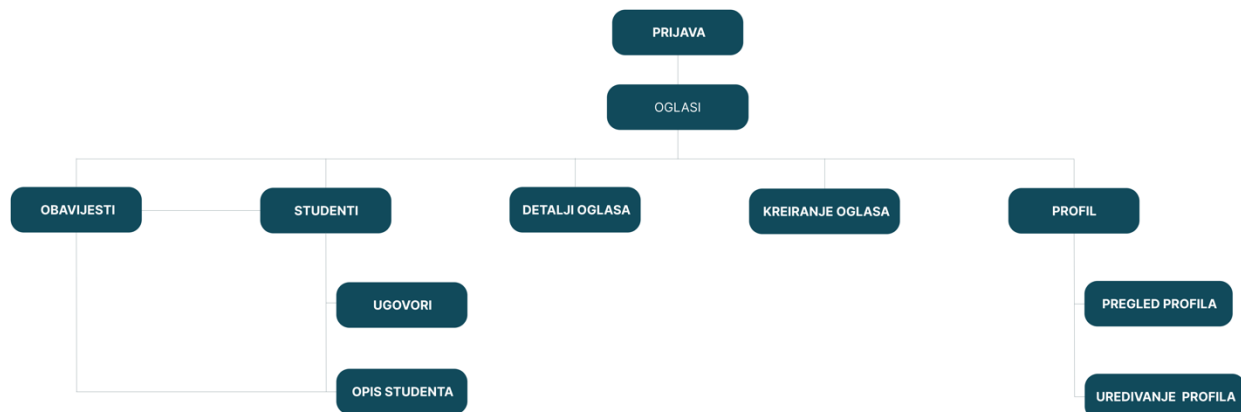 PRIJAVA
OGLASI
OBAVIJESTI
STUDENTI
DETALJI OGLASA
KREIRANJE OGLASA
PROFIL
UGOVORI
PREGLED PROFILA
OPIS STUDENTA
UREDIVANJE PROFILA